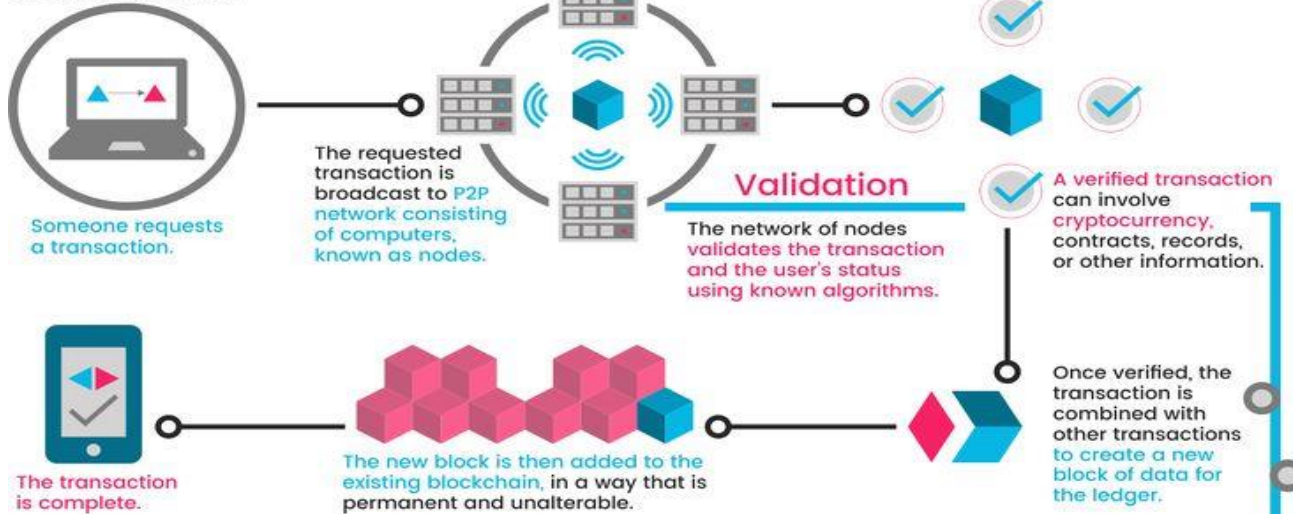 Someone requests
a transaction.
The requested
transaction is
broadcast to P2P
network consisting
of computers,
known as nodes.
Validation
The network of nodes
validates the transaction
and the user's status
using known algorithms.
A verified transaction
can involve
cryptocurrency,
contracts, records,
or other information.
Once verified, the
transaction is
combined with
other transactions
to create a new
block of data for
the ledger.
The new block is then added to the
existing blockchain, in a way that is
permanent and unalterable.
The transaction
is complete.